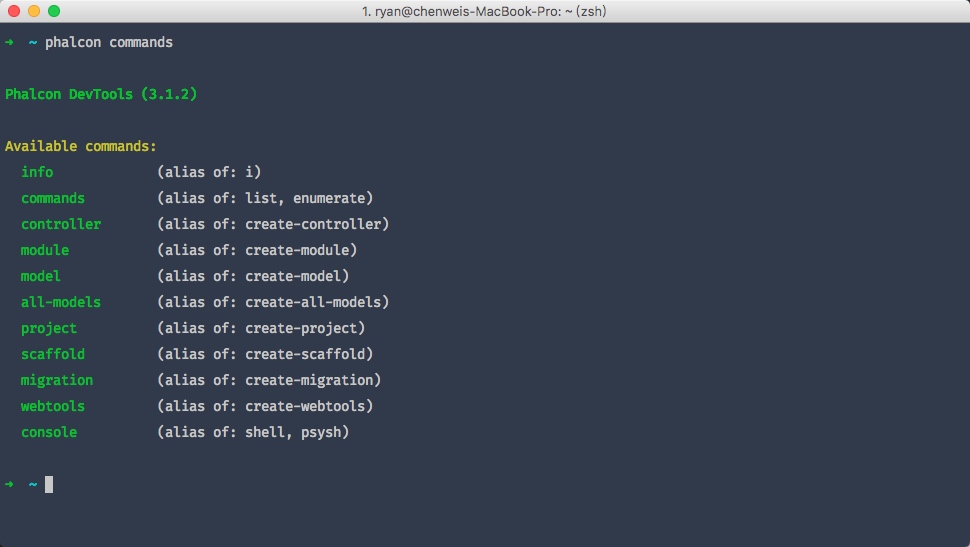 1. ryan@chenweis-MacBook-Pro: ~ (zsh)
➜ ~ phalcon commands
Phalcon DevTools (3.1.2)
Available commands:
info (alias of: i)
commands (alias of: list, enumerate)
controller (alias of: create-controller)
module (alias of: create-module)
model (alias of: create-model)
all-models (alias of: create-all-models)
project (alias of: create-project)
scaffold (alias of: create-scaffold)
migration (alias of: create-migration)
webtools (alias of: create-webtools)
console (alias of: shell, psysh)
➜ ~